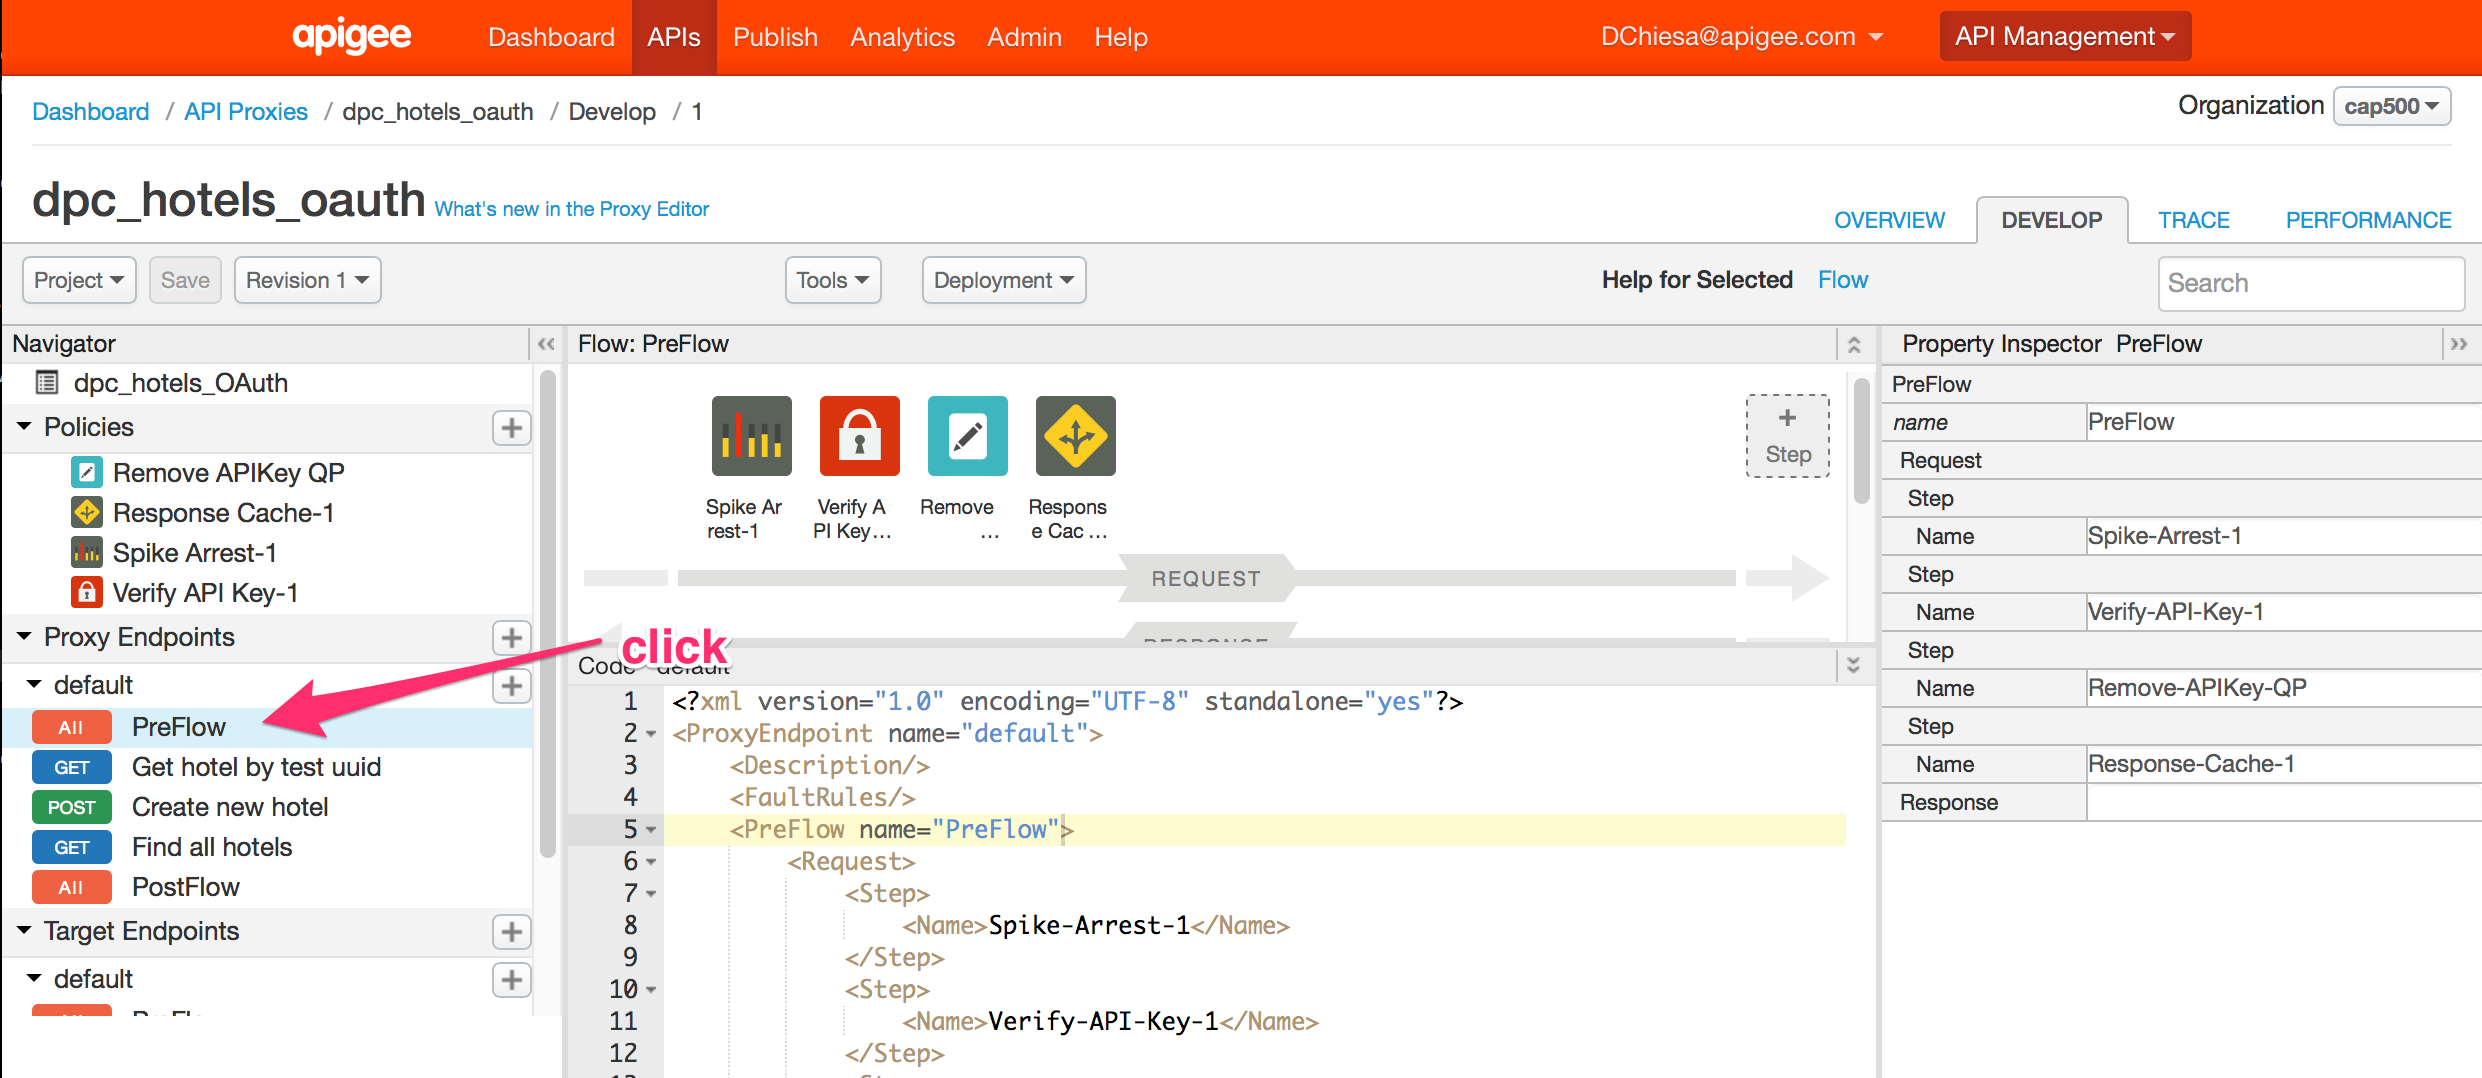 apigee Dashboard APIs Publish Analytics Admin Help DChiesa@apigee.com API Management
Dashboard / API Proxies / dpc_hotels_oauth / Develop / 1 Organization cap500
dpc_hotels_oauth What's new in the Proxy Editor OVERVIEW DEVELOP TRACE PERFORMANCE
Project Save Revision 1 Tools Deployment Help for Selected Flow Search
Navigator
dpc_hotels_OAuth
Policies
Remove APIKey QP
Response Cache-1
Spike Arrest-1
Verify API Key-1
Proxy Endpoints
default
All PreFlow
GET Get hotel by test uuid
POST Create new hotel
GET Find all hotels
All PostFlow
Target Endpoints
default
click
Flow: PreFlow
Spike Ar
rest-1
Verify A
PI Key...
Remove
...
Respons
e Cac ...
+
Step
REQUEST
RESPONSE
Code default
1 <?xml version="1.0" encoding="UTF-8" standalone="yes"?>
2 <ProxyEndpoint name="default">
3 <Description/>
4 <FaultRules/>
5 <PreFlow name="PreFlow">
6 <Request>
7 <Step>
8 <Name>Spike-Arrest-1</Name>
9 </Step>
10 <Step>
11 <Name>Verify-API-Key-1</Name>
12 </Step>
Property Inspector PreFlow
PreFlow
name PreFlow
Request
Step
Name Spike-Arrest-1
Step
Name Verify-API-Key-1
Step
Name Remove-APIKey-QP
Step
Name Response-Cache-1
Response